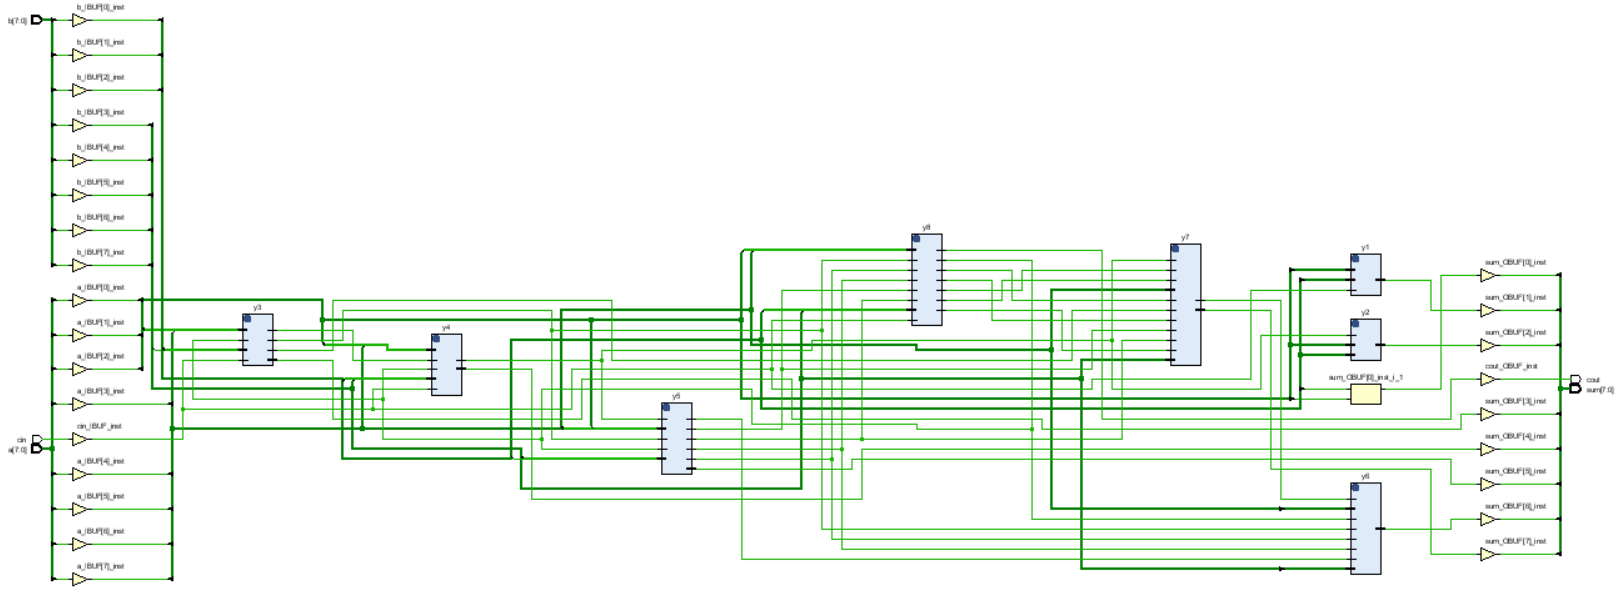 b_IBUF[0]_inst
b[7:0]
b_IBUF[1]_inst
b_IBUF[2]_inst
b_IBUF[3]_inst
b_IBUF[4]_inst
b_IBUF[5]_inst
b_IBUF[6]_inst
b_IBUF[7]_inst
a_IBUF[0]_inst
a_IBUF[1]_inst
a_IBUF[2]_inst
a_IBUF[3]_inst
cin_IBUF_inst
cin
a[7:0]
a_IBUF[4]_inst
a_IBUF[5]_inst
a_IBUF[6]_inst
a_IBUF[7]_inst
y3
y4
y5
y8
y7
y1
y2
sum_OBUF[0]_inst_i_1
y6
sum_OBUF[0]_inst
sum_OBUF[1]_inst
sum_OBUF[2]_inst
cout_OBUF_inst
cout
sum[7:0]
sum_OBUF[3]_inst
sum_OBUF[4]_inst
sum_OBUF[5]_inst
sum_OBUF[6]_inst
sum_OBUF[7]_inst